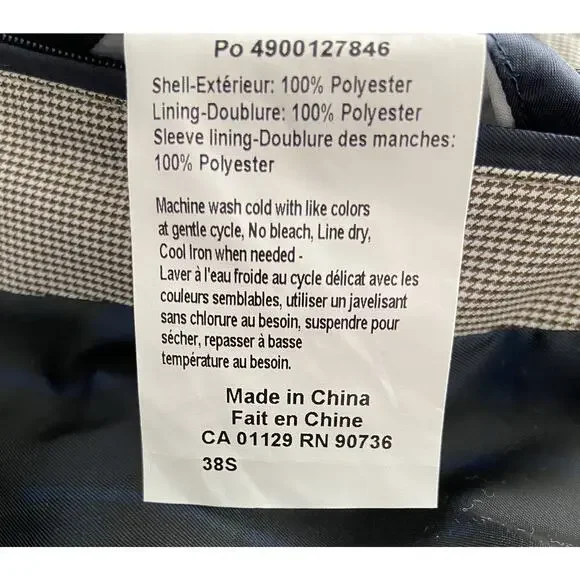 Po 4900127846
Shell-Extérieur: 100% Polyester
Lining-Doublure: 100% Polyester
Sleeve lining-Doublure des manches:
100% Polyester
Machine wash cold with like colors
at gentle cycle, No bleach, Line dry,
Cool Iron when needed -
Laver à l'eau froide au cycle délicat avec les
couleurs semblables, utiliser un javelisant
sans chlorure au besoin, suspendre pour
sécher, repasser à basse
température au besoin.
Made in China
Fait en Chine
CA 01129 RN 90736
38S